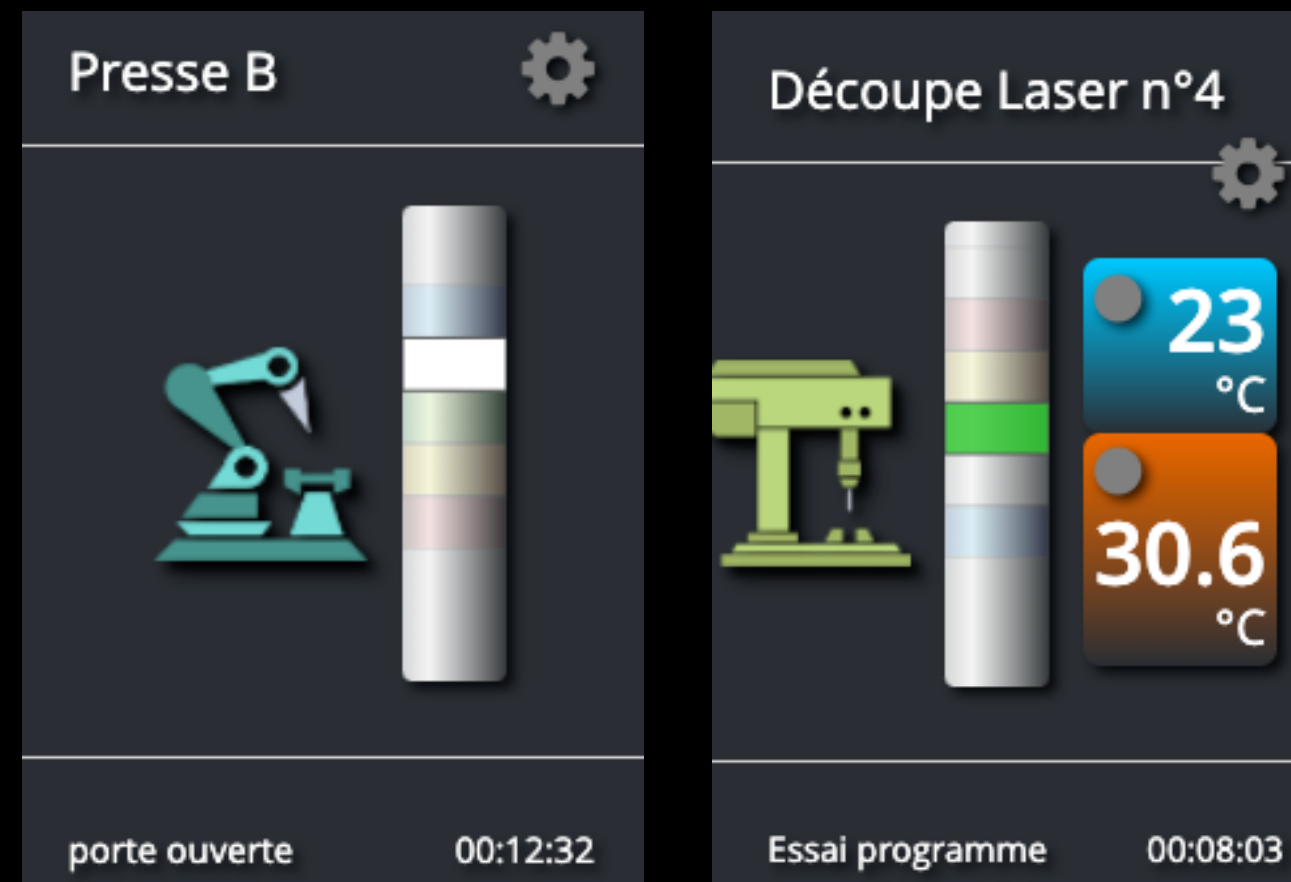 Presse B
porte ouverte
00:12:32
Découpe Laser n°4
23
°C
30.6
°C
Essai programme
00:08:03